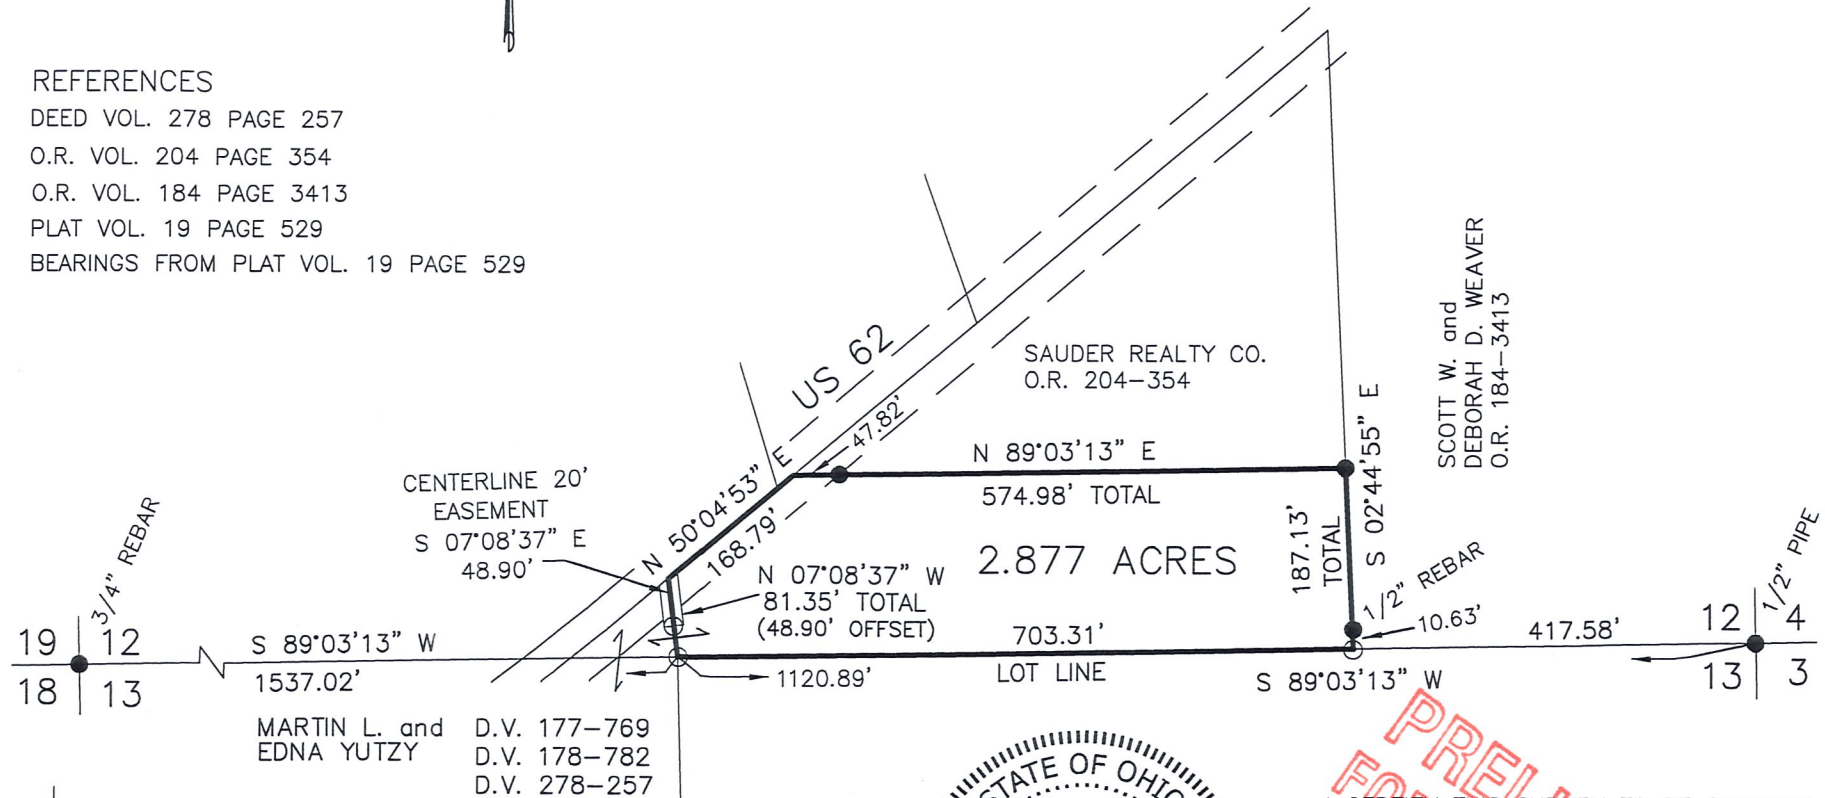 REFERENCES
DEED VOL. 278 PAGE 257
O.R. VOL. 204 PAGE 354
O.R. VOL. 184 PAGE 3413
PLAT VOL. 19 PAGE 529
BEARINGS FROM PLAT VOL. 19 PAGE 529
US 62
SAUDER REALTY CO.
O.R. 204-354
SCOTT W. and
DEBORAH D. WEAVER
O.R. 184-3413
47.82'
N 89°03'13" E
574.98' TOTAL
S 02°44'55" E
187.13'
TOTAL
CENTERLINE 20'
EASEMENT
S 07°08'37" E
48.90'
N 50°04'53" E
168.79'
N 07°08'37" W
81.35' TOTAL
(48.90' OFFSET)
2.877 ACRES
1/2" REBAR
10.63'
1/2" PIPE
3/4" REBAR
19 12
18 13
S 89°03'13" W
1537.02'
703.31'
LOT LINE
1120.89'
417.58'
S 89°03'13" W
12 4
13 3
MARTIN L. and
EDNA YUTZY
D.V. 177-769
D.V. 178-782
D.V. 278-257
STATE OF OHIO